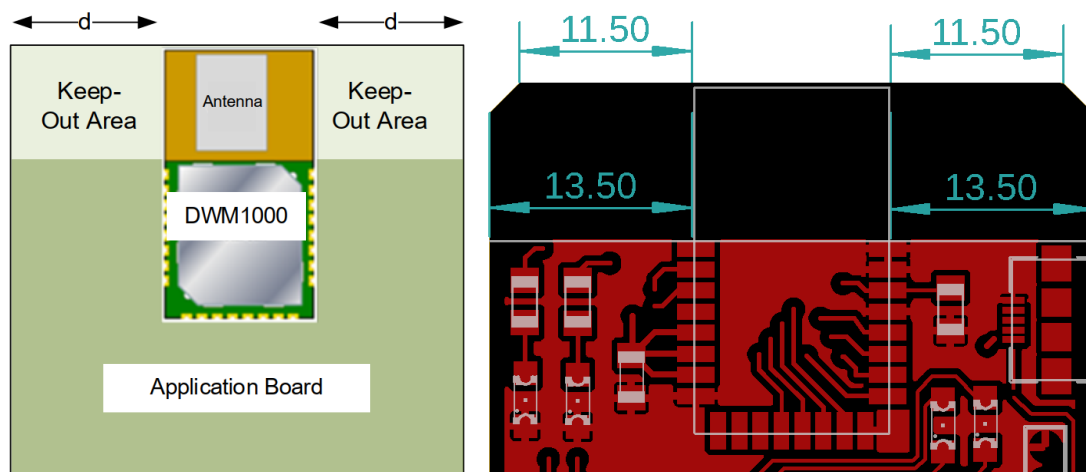 d
d
Keep-
Out Area
Antenna
Keep-
Out Area
DWM1000
Application Board
11.50
11.50
13.50
13.50